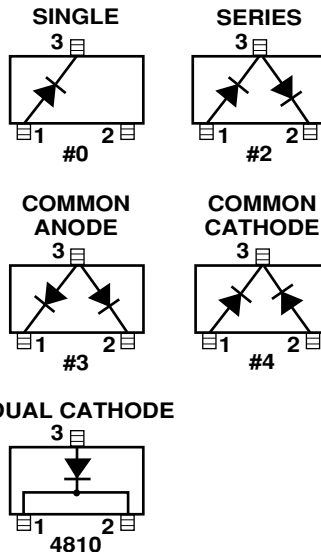 SINGLE
3
1 2
#0
SERIES
3
1 2
#2
COMMON
ANODE
3
1 2
#3
COMMON
CATHODE
3
1 2
#4
DUAL CATHODE
3
1 2
4810